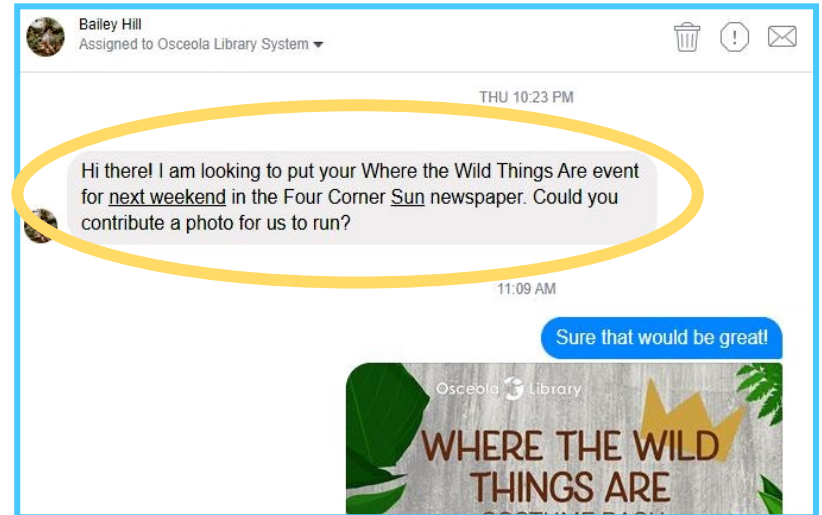 Bailey Hill
Assigned to Osceola Library System
THU 10:23 PM
Hi there! I am looking to put your Where the Wild Things Are event
for next weekend in the Four Corner Sun newspaper. Could you
contribute a photo for us to run?
11:09 AM
Sure that would be great!
Osceola Library
WHERE THE WILD
THINGS ARE